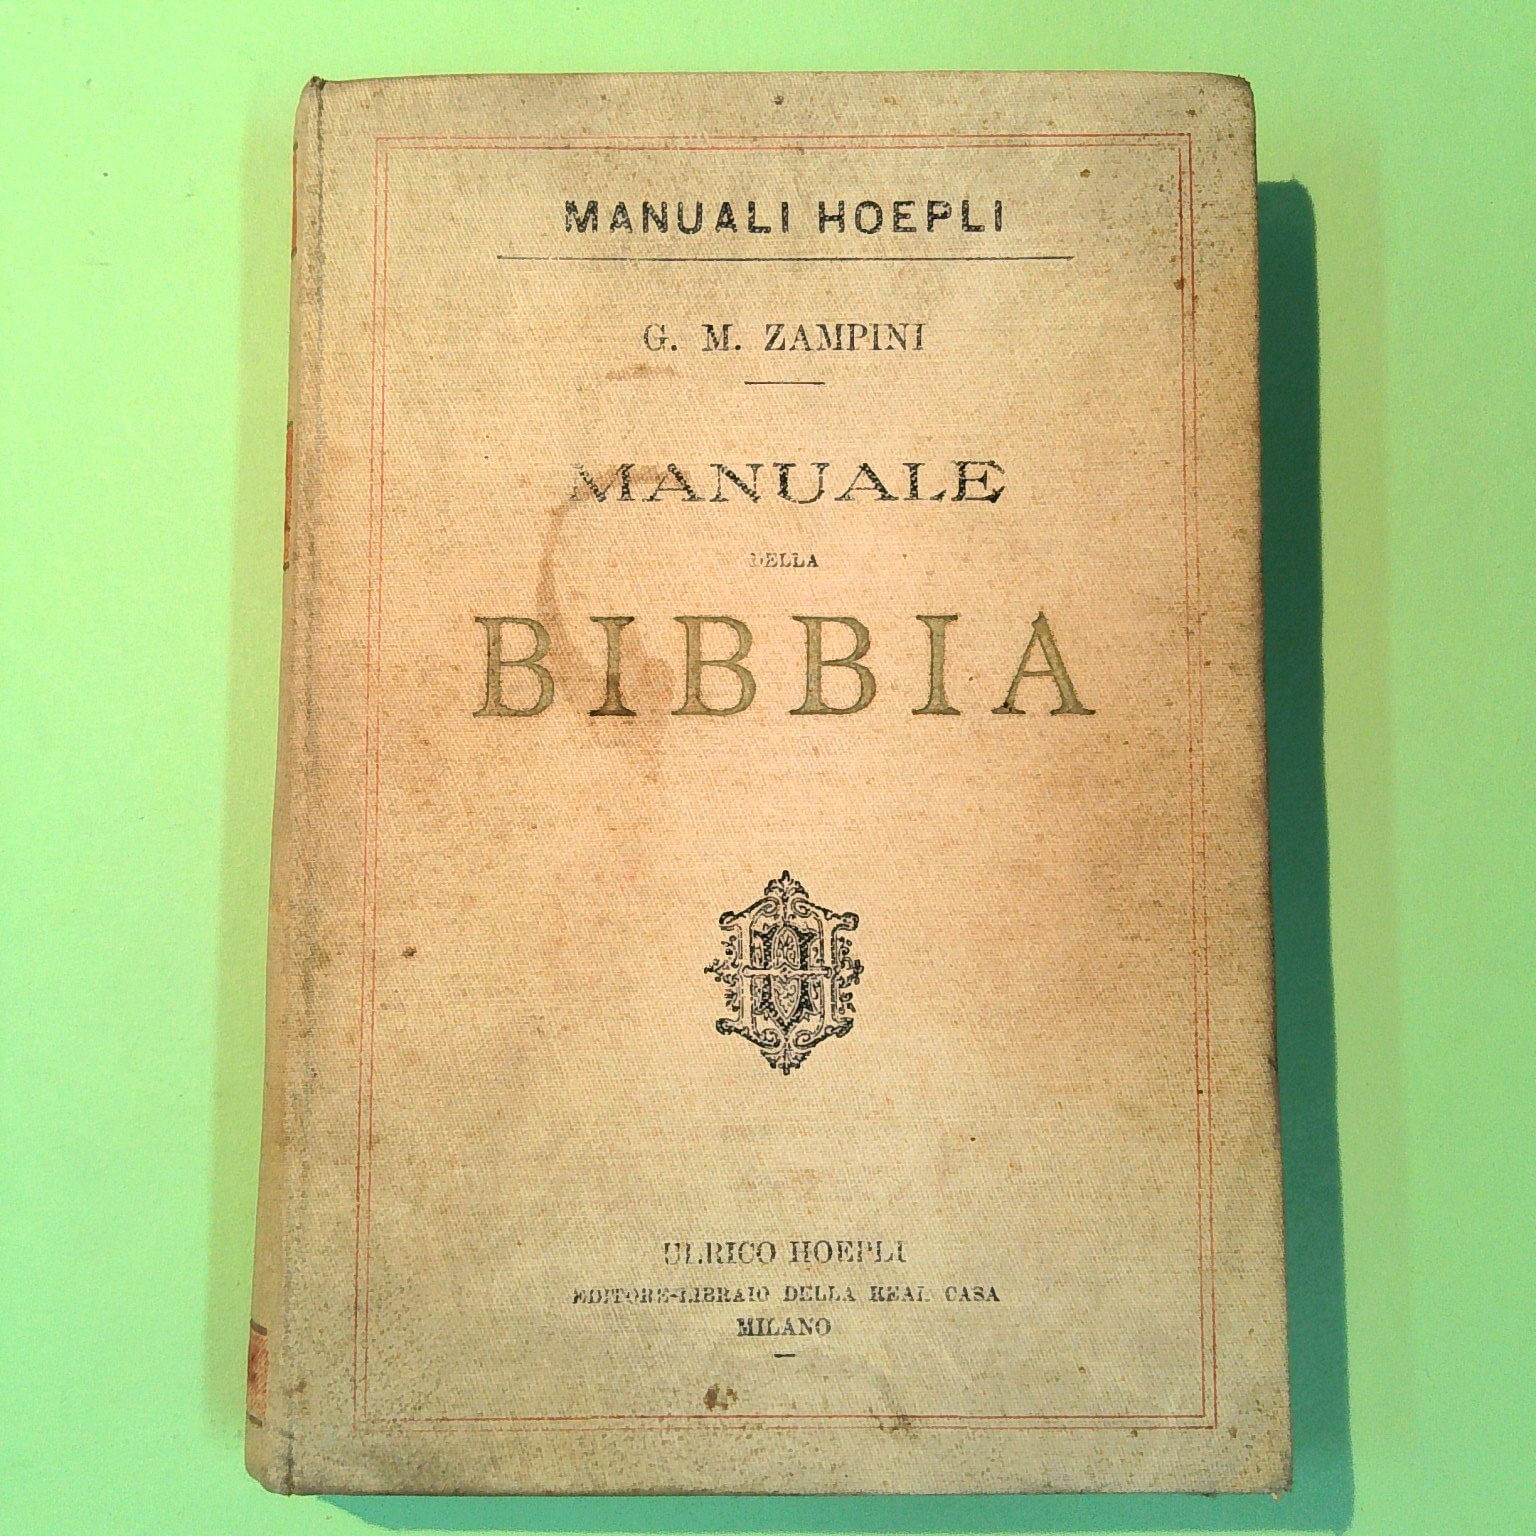 MANUALI HOEPLI
G. M. ZAMPINI
MANUALE
DELLA
BIBBIA
ULRICO HOEPLI
EDITORE-LIBRAIO DELLA REAL CASA
MILANO